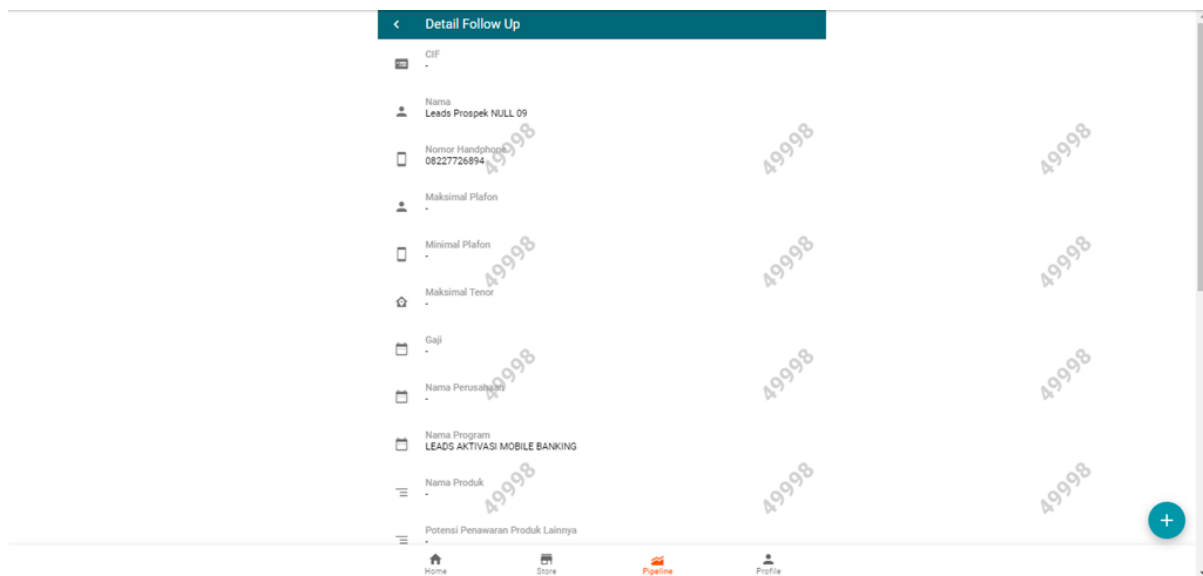 Detail Follow Up
CIF
-
Nama
Leads Prospek NULL 09
49998 49998 49998
Nomor Handphone
08227726894
Maksimal Plafon
-
Minimal Plafon
-
49998 49998 49998
Maksimal Tenor
-
Gaji
-
49998 49998 49998
Nama Perusahaan
-
Nama Program
LEADS AKTIVASI MOBILE BANKING
49998 49998 49998
Nama Produk
-
Potensi Penawaran Produk Lainnya
-
Home Store Pipeline Profile